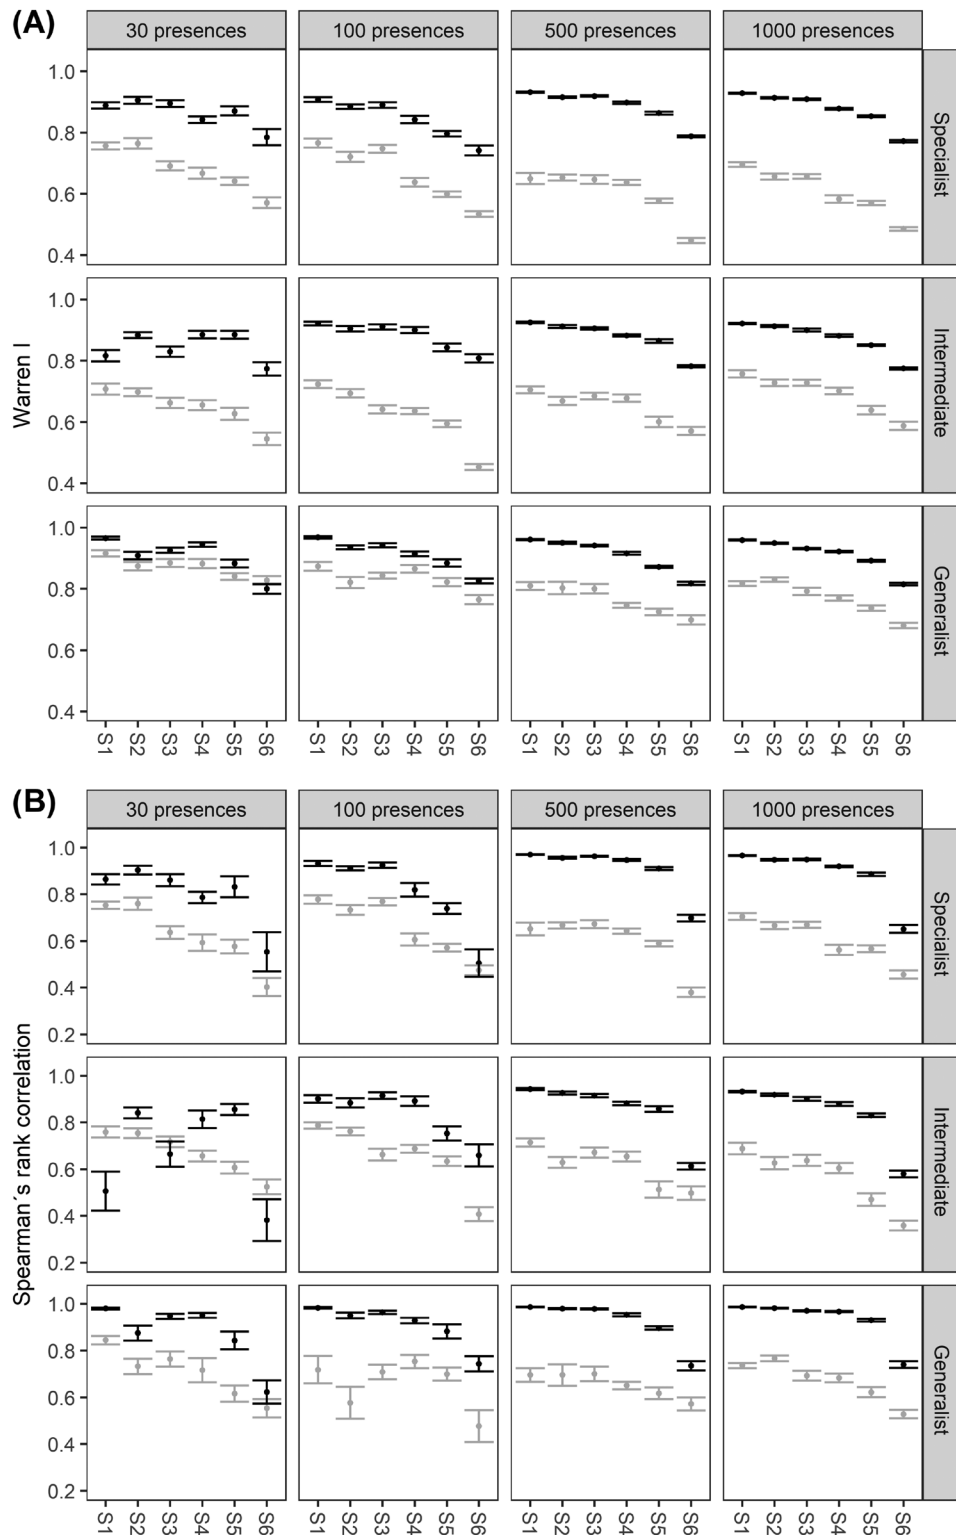 (A)
30 presences 100 presences 500 presences 1000 presences
Warren I
1.0
0.8
0.6
0.4
Specialist
1.0
0.8
0.6
0.4
Intermediate
1.0
0.8
0.6
0.4
Generalist
S1 S2 S3 S4 S5 S6 S1 S2 S3 S4 S5 S6 S1 S2 S3 S4 S5 S6 S1 S2 S3 S4 S5 S6
(B)
30 presences 100 presences 500 presences 1000 presences
Spearman´s rank correlation
1.0
0.8
0.6
0.4
0.2
Specialist
1.0
0.8
0.6
0.4
0.2
Intermediate
1.0
0.8
0.6
0.4
0.2
Generalist
S1 S2 S3 S4 S5 S6 S1 S2 S3 S4 S5 S6 S1 S2 S3 S4 S5 S6 S1 S2 S3 S4 S5 S6